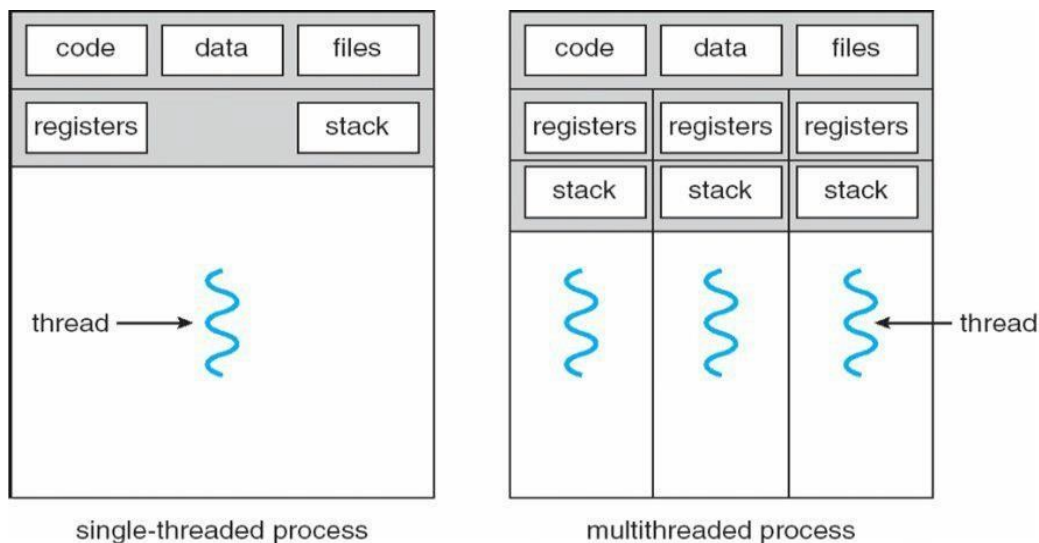 code data files
registers stack
thread
single-threaded process
code data files
registers registers registers
stack stack stack
thread
multithreaded process